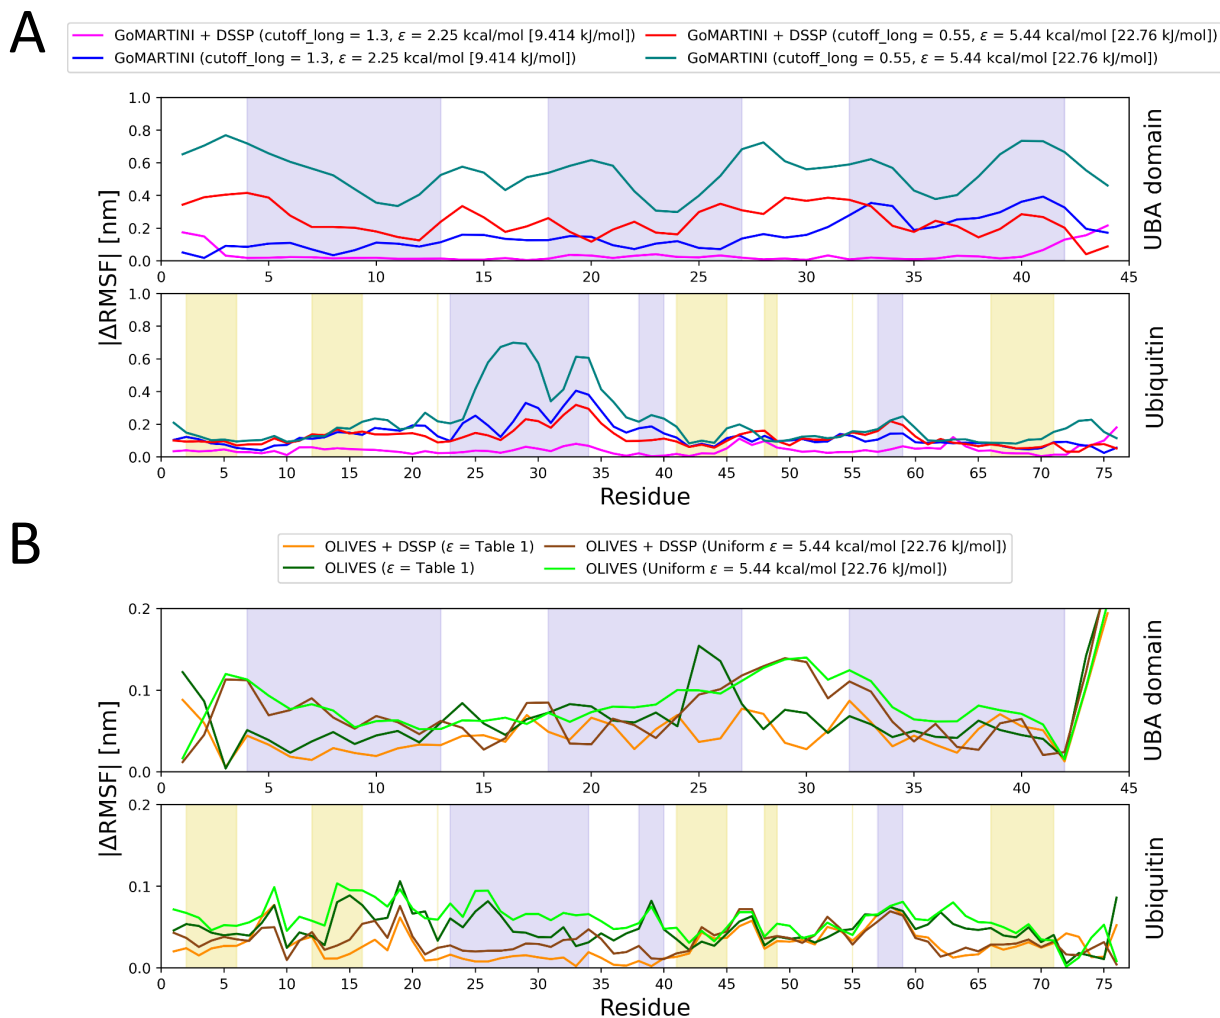 A
GoMARTINI + DSSP (cutoff_long = 1.3, ε = 2.25 kcal/mol [9.414 kJ/mol])
GoMARTINI + DSSP (cutoff_long = 0.55, ε = 5.44 kcal/mol [22.76 kJ/mol])
GoMARTINI (cutoff_long = 1.3, ε = 2.25 kcal/mol [9.414 kJ/mol])
GoMARTINI (cutoff_long = 0.55, ε = 5.44 kcal/mol [22.76 kJ/mol])
1.0
0.8
0.6
0.4
0.2
0.0
0 5 10 15 20 25 30 35 40 45
UBA domain
|ΔRMSF| [nm]
1.0
0.8
0.6
0.4
0.2
0.0
0 5 10 15 20 25 30 35 40 45 50 55 60 65 70 75
Ubiquitin
Residue
B
OLIVES + DSSP (ε = Table 1)
OLIVES + DSSP (Uniform ε = 5.44 kcal/mol [22.76 kJ/mol])
OLIVES (ε = Table 1)
OLIVES (Uniform ε = 5.44 kcal/mol [22.76 kJ/mol])
0.2
0.1
0.0
0 5 10 15 20 25 30 35 40 45
UBA domain
|ΔRMSF| [nm]
0.2
0.1
0.0
0 5 10 15 20 25 30 35 40 45 50 55 60 65 70 75
Ubiquitin
Residue